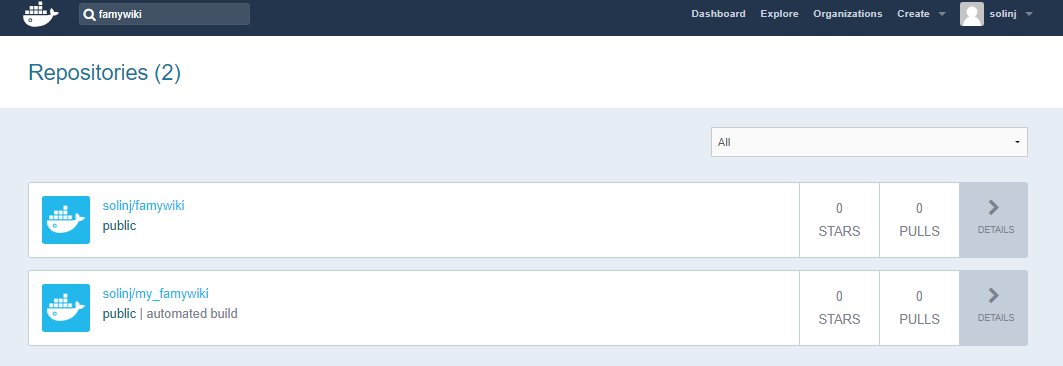 famywiki
Dashboard Explore Organizations Create solinj
Repositories (2)
All
solinj/famywiki
public
0
STARS
0
PULLS
DETAILS
solinj/my_famywiki
public | automated build
0
STARS
0
PULLS
DETAILS